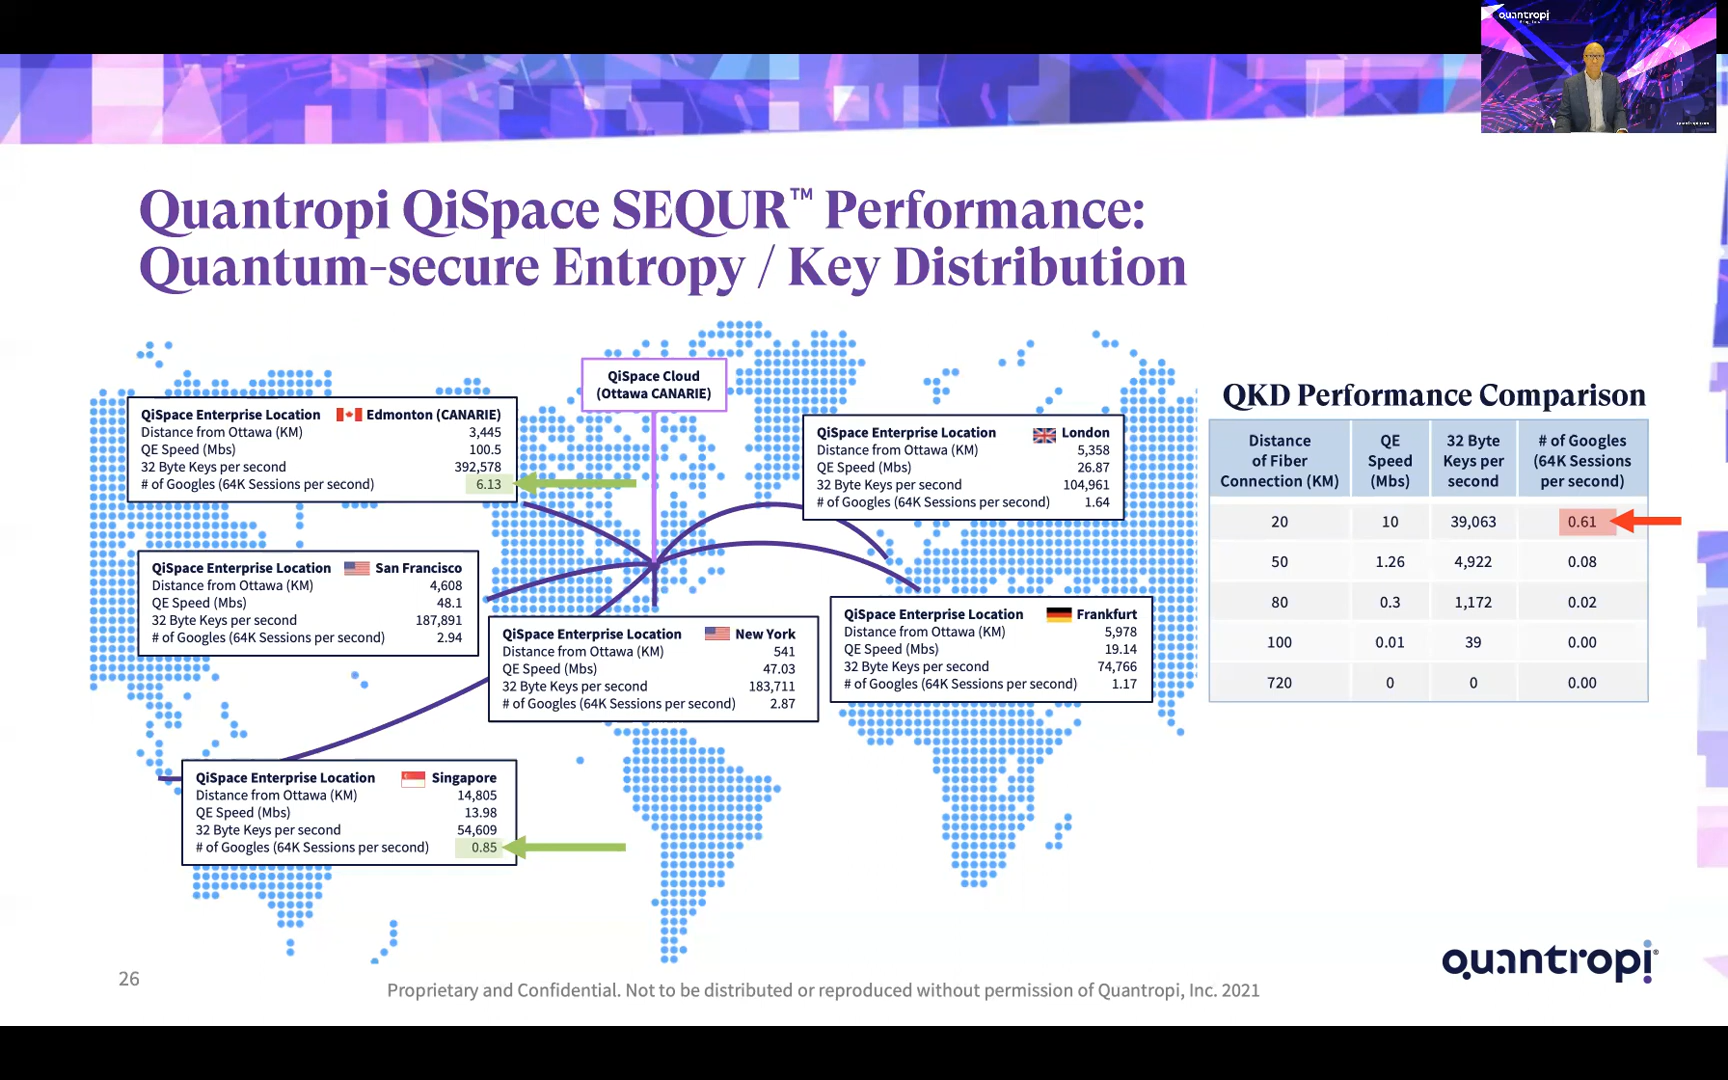 quantropi
Quantropi QiSpace SEQUR™ Performance:
Quantum-secure Entropy / Key Distribution
QiSpace Cloud
(Ottawa CANARIE)
QiSpace Enterprise Location Edmonton (CANARIE)
Distance from Ottawa (KM) 3,445
QE Speed (Mbs) 100.5
32 Byte Keys per second 392,578
# of Googles (64K Sessions per second) 6.13
QiSpace Enterprise Location London
Distance from Ottawa (KM) 5,358
QE Speed (Mbs) 26.87
32 Byte Keys per second 104,961
# of Googles (64K Sessions per second) 1.64
QiSpace Enterprise Location San Francisco
Distance from Ottawa (KM) 4,608
QE Speed (Mbs) 48.1
32 Byte Keys per second 187,891
# of Googles (64K Sessions per second) 2.94
QiSpace Enterprise Location New York
Distance from Ottawa (KM) 541
QE Speed (Mbs) 47.03
32 Byte Keys per second 183,711
# of Googles (64K Sessions per second) 2.87
QiSpace Enterprise Location Frankfurt
Distance from Ottawa (KM) 5,978
QE Speed (Mbs) 19.14
32 Byte Keys per second 74,766
# of Googles (64K Sessions per second) 1.17
QiSpace Enterprise Location Singapore
Distance from Ottawa (KM) 14,805
QE Speed (Mbs) 13.98
32 Byte Keys per second 54,609
# of Googles (64K Sessions per second) 0.85
QKD Performance Comparison
Distance QE 32 Byte # of Googles
of Fiber Speed Keys per (64K Sessions
Connection (KM) (Mbs) second per second)
20 10 39,063 0.61
50 1.26 4,922 0.08
80 0.3 1,172 0.02
100 0.01 39 0.00
720 0 0 0.00
quantropi®
26
Proprietary and Confidential. Not to be distributed or reproduced without permission of Quantropi, Inc. 2021